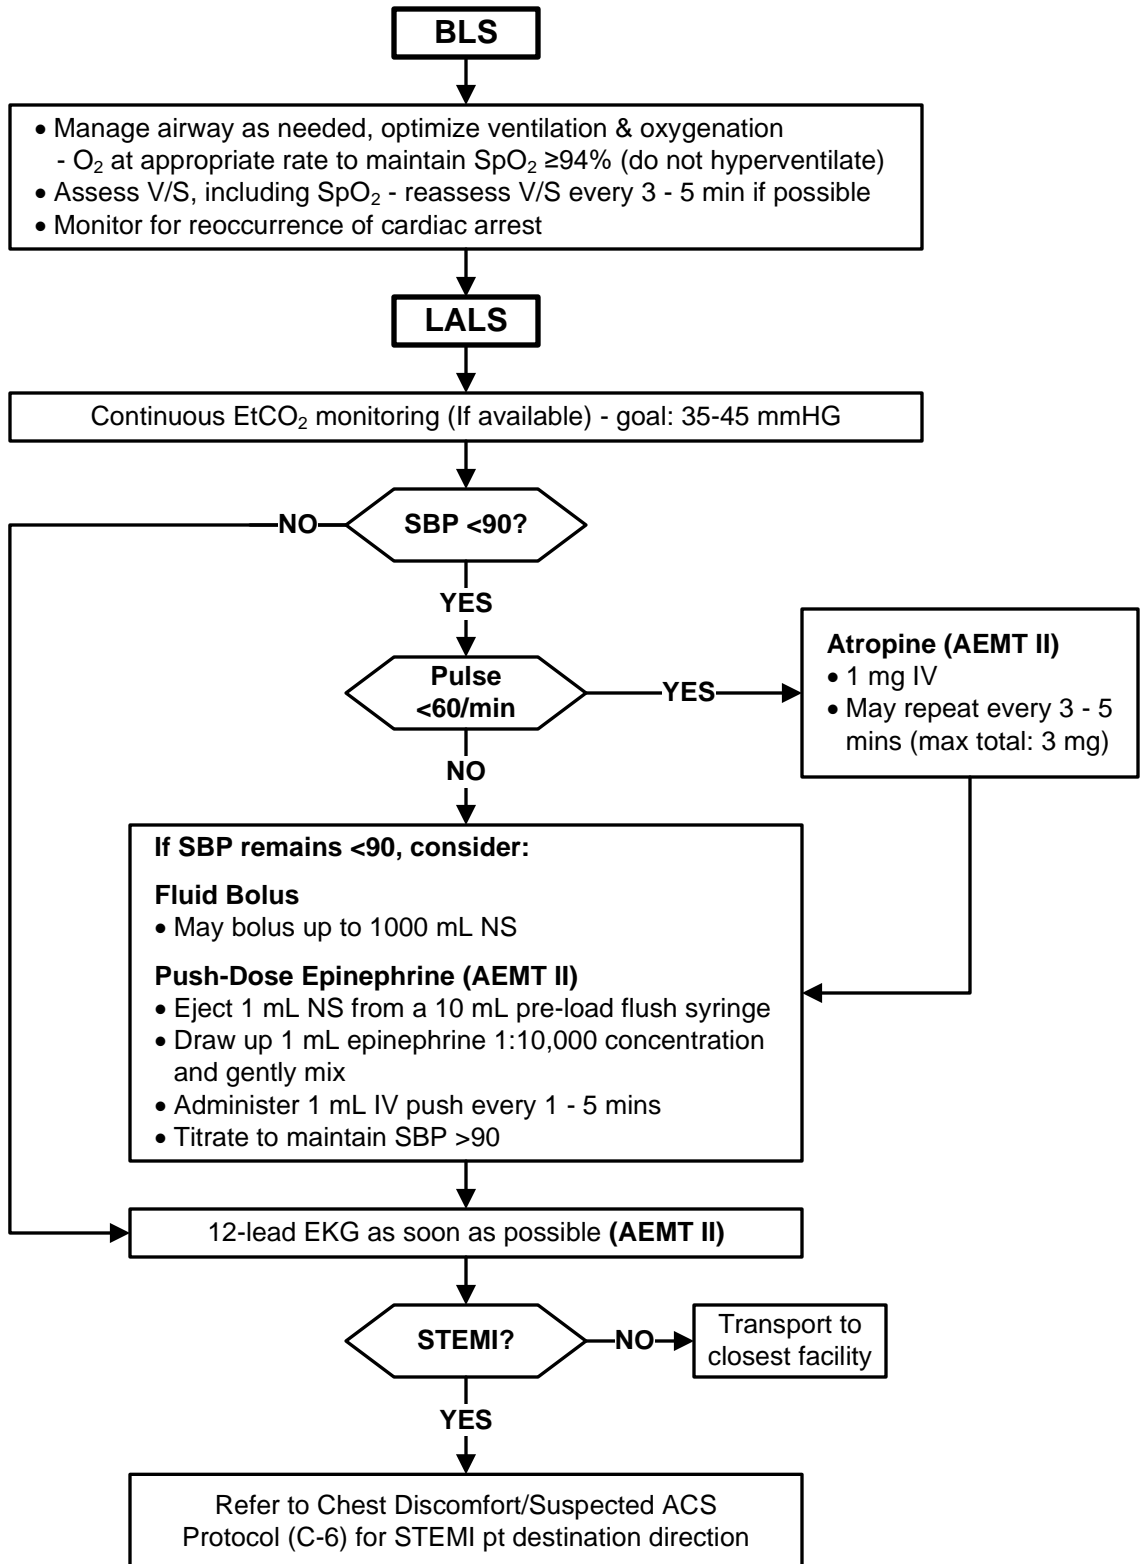 BLS
• Manage airway as needed, optimize ventilation & oxygenation
- O₂ at appropriate rate to maintain SpO₂ ≥94% (do not hyperventilate)
• Assess V/S, including SpO₂ - reassess V/S every 3 - 5 min if possible
• Monitor for reoccurrence of cardiac arrest
LALS
Continuous EtCO₂ monitoring (If available) - goal: 35-45 mmHG
NO
SBP <90?
YES
Pulse
<60/min
YES
Atropine (AEMT II)
• 1 mg IV
• May repeat every 3 - 5
mins (max total: 3 mg)
NO
If SBP remains <90, consider:
Fluid Bolus
• May bolus up to 1000 mL NS
Push-Dose Epinephrine (AEMT II)
• Eject 1 mL NS from a 10 mL pre-load flush syringe
• Draw up 1 mL epinephrine 1:10,000 concentration
and gently mix
• Administer 1 mL IV push every 1 - 5 mins
• Titrate to maintain SBP >90
12-lead EKG as soon as possible (AEMT II)
STEMI?
NO
Transport to
closest facility
YES
Refer to Chest Discomfort/Suspected ACS
Protocol (C-6) for STEMI pt destination direction